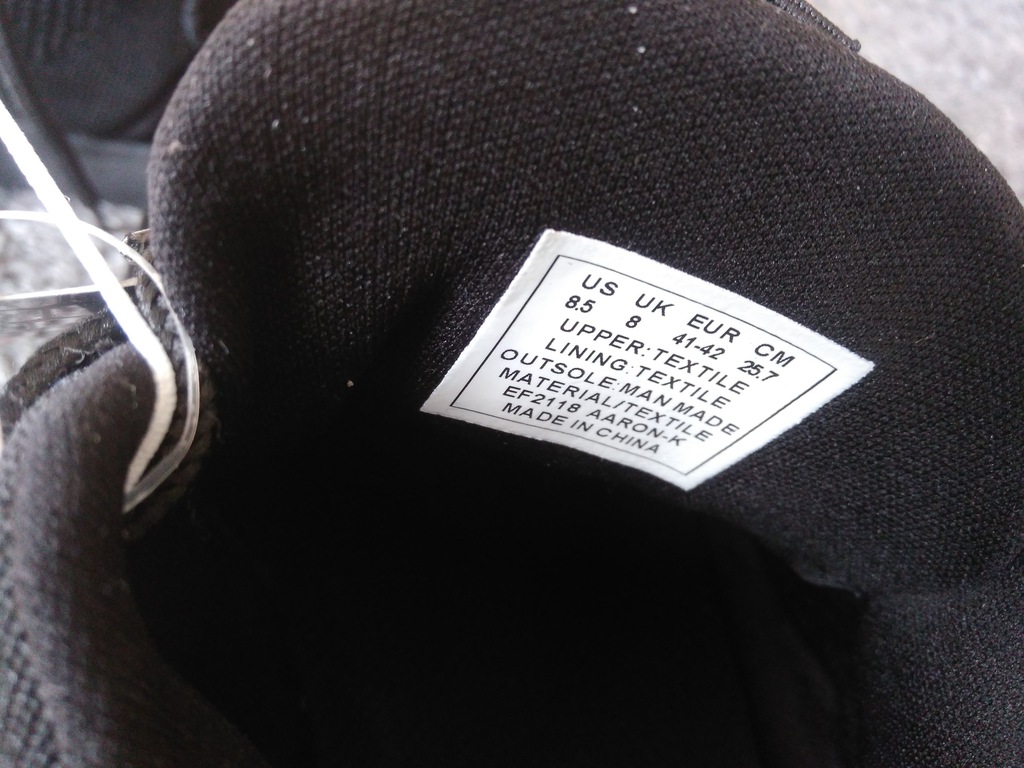 US UK EUR CM
8.5 8 41-42 25.7
UPPER:TEXTILE
LINING:TEXTILE
OUTSOLE:MAN MADE
MATERIAL/TEXTILE
EF2118 AARON-K
MADE IN CHINA